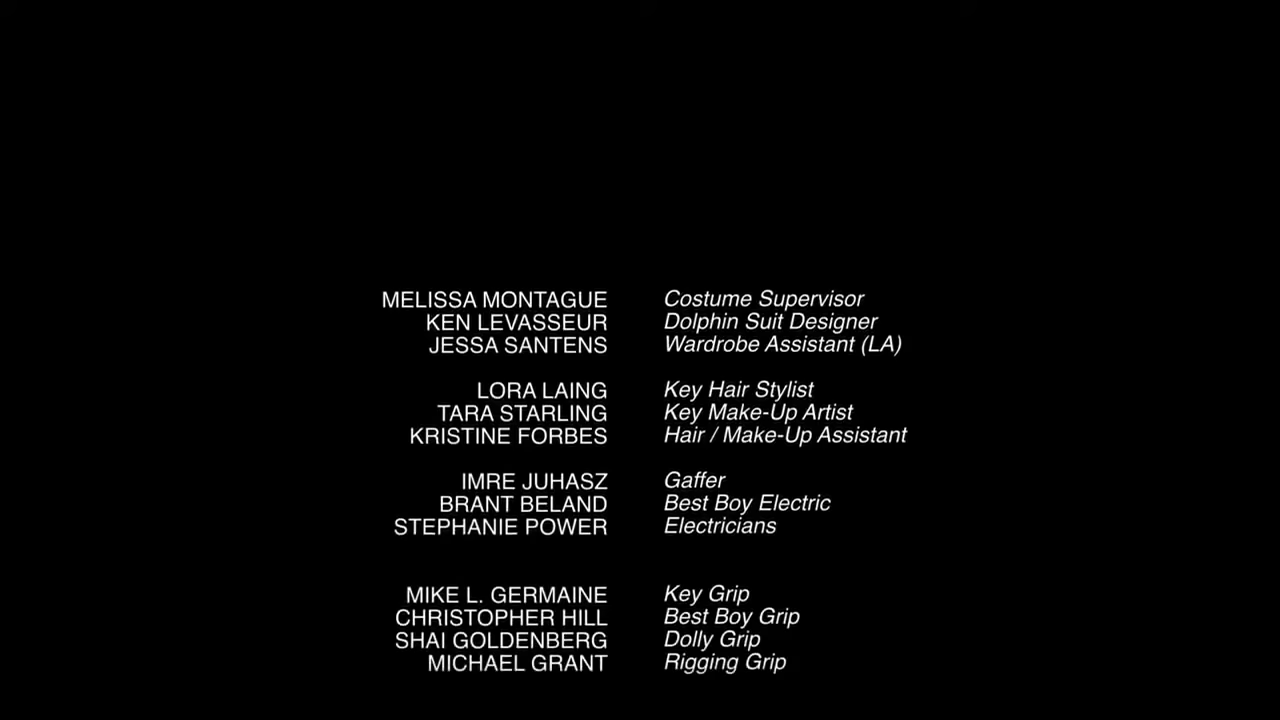 MELISSA MONTAGUE Costume Supervisor
KEN LEVASSEUR Dolphin Suit Designer
JESSA SANTENS Wardrobe Assistant (LA)
LORA LAING Key Hair Stylist
TARA STARLING Key Make-Up Artist
KRISTINE FORBES Hair / Make-Up Assistant
IMRE JUHASZ Gaffer
BRANT BELAND Best Boy Electric
STEPHANIE POWER Electricians
MIKE L. GERMAINE Key Grip
CHRISTOPHER HILL Best Boy Grip
SHAI GOLDENBERG Dolly Grip
MICHAEL GRANT Rigging Grip